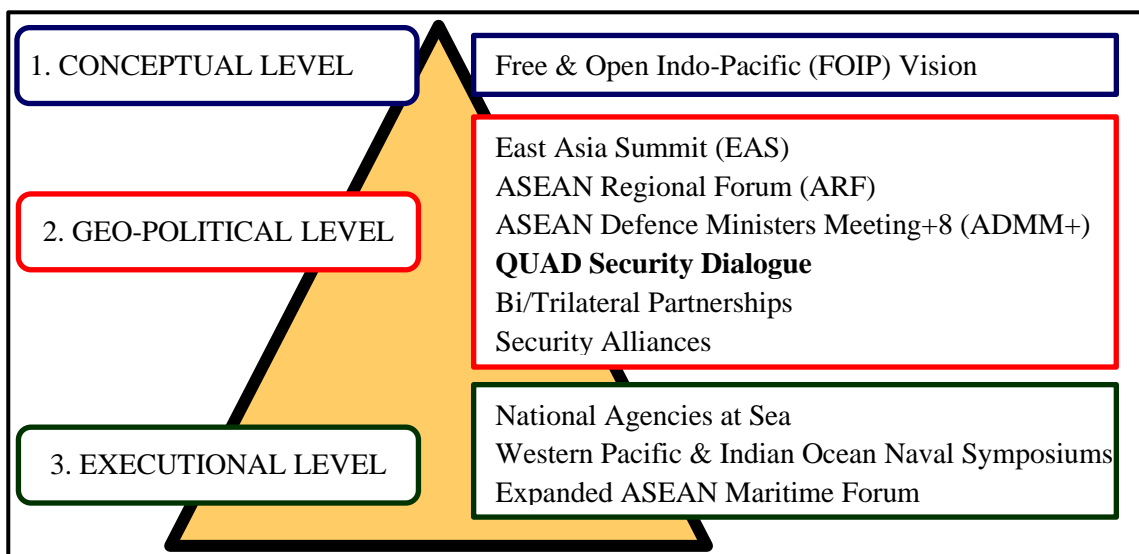 1. CONCEPTUAL LEVEL
Free & Open Indo-Pacific (FOIP) Vision
2. GEO-POLITICAL LEVEL
East Asia Summit (EAS)
ASEAN Regional Forum (ARF)
ASEAN Defence Ministers Meeting+8 (ADMM+)
QUAD Security Dialogue
Bi/Trilateral Partnerships
Security Alliances
3. EXECUTIONAL LEVEL
National Agencies at Sea
Western Pacific & Indian Ocean Naval Symposiums
Expanded ASEAN Maritime Forum